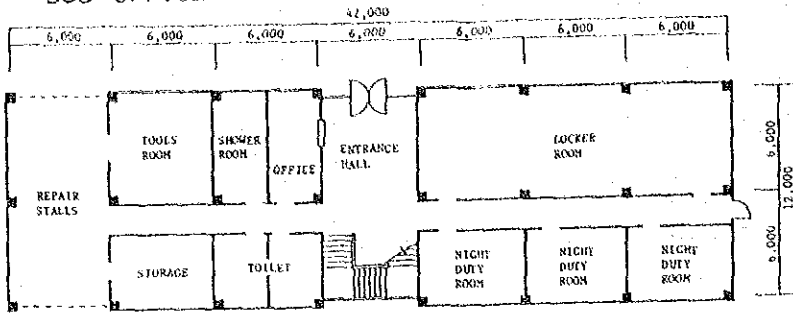 42,000
6,000 6,000 6,000 6,000 6,000 6,000 6,000
TOOLS
ROOM
SHOWER
ROOM
OFFICE
ENTRANCE
HALL
LOCKER
ROOM
6,000
12,000
6,000
REPAIR
STALLS
STORAGE
TOILET
NIGHT
DUTY
ROOM
NIGHT
DUTY
ROOM
NIGHT
DUTY
ROOM